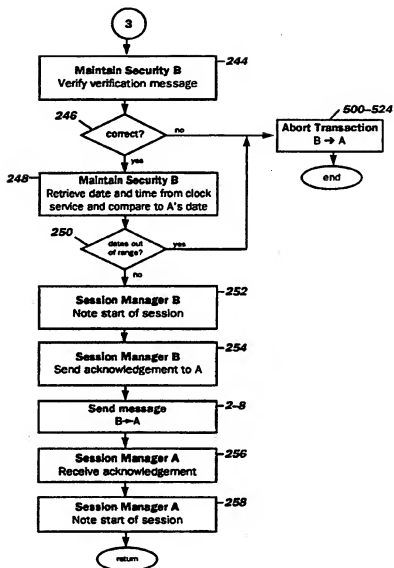 3
Maintain Security B
Verify verification message
244
246
correct?
no
yes
500-524
Abort Transaction
B → A
end
248
Maintain Security B
Retrieve date and time from clock
service and compare to A's date
250
dates out
of range?
yes
no
Session Manager B
Note start of session
252
Session Manager B
Send acknowledgement to A
254
Send message
B→A
2-8
Session Manager A
Receive acknowledgement
256
Session Manager A
Note start of session
258
return